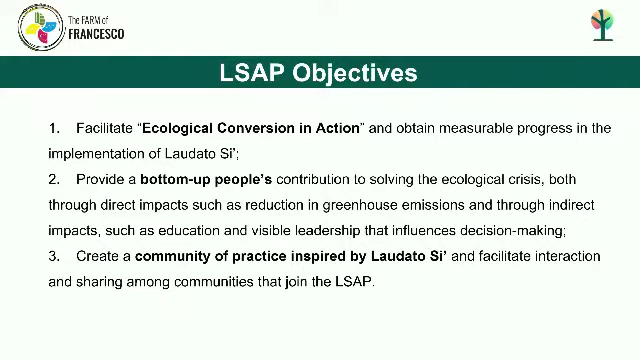 The FARM of
FRANCESCO
LSAP Objectives
1. Facilitate “Ecological Conversion in Action” and obtain measurable progress in the
implementation of Laudato Si’;
2. Provide a bottom-up people’s contribution to solving the ecological crisis, both
through direct impacts such as reduction in greenhouse emissions and through indirect
impacts, such as education and visible leadership that influences decision-making;
3. Create a community of practice inspired by Laudato Si’ and facilitate interaction
and sharing among communities that join the LSAP.